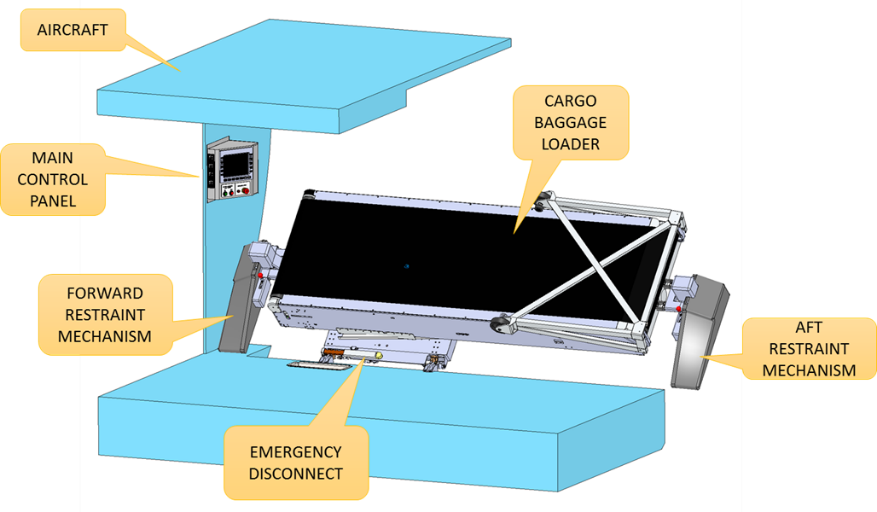 AIRCRAFT
CARGO
BAGGAGE
LOADER
MAIN
CONTROL
PANEL
FORWARD
RESTRAINT
MECHANISM
AFT
RESTRAINT
MECHANISM
EMERGENCY
DISCONNECT